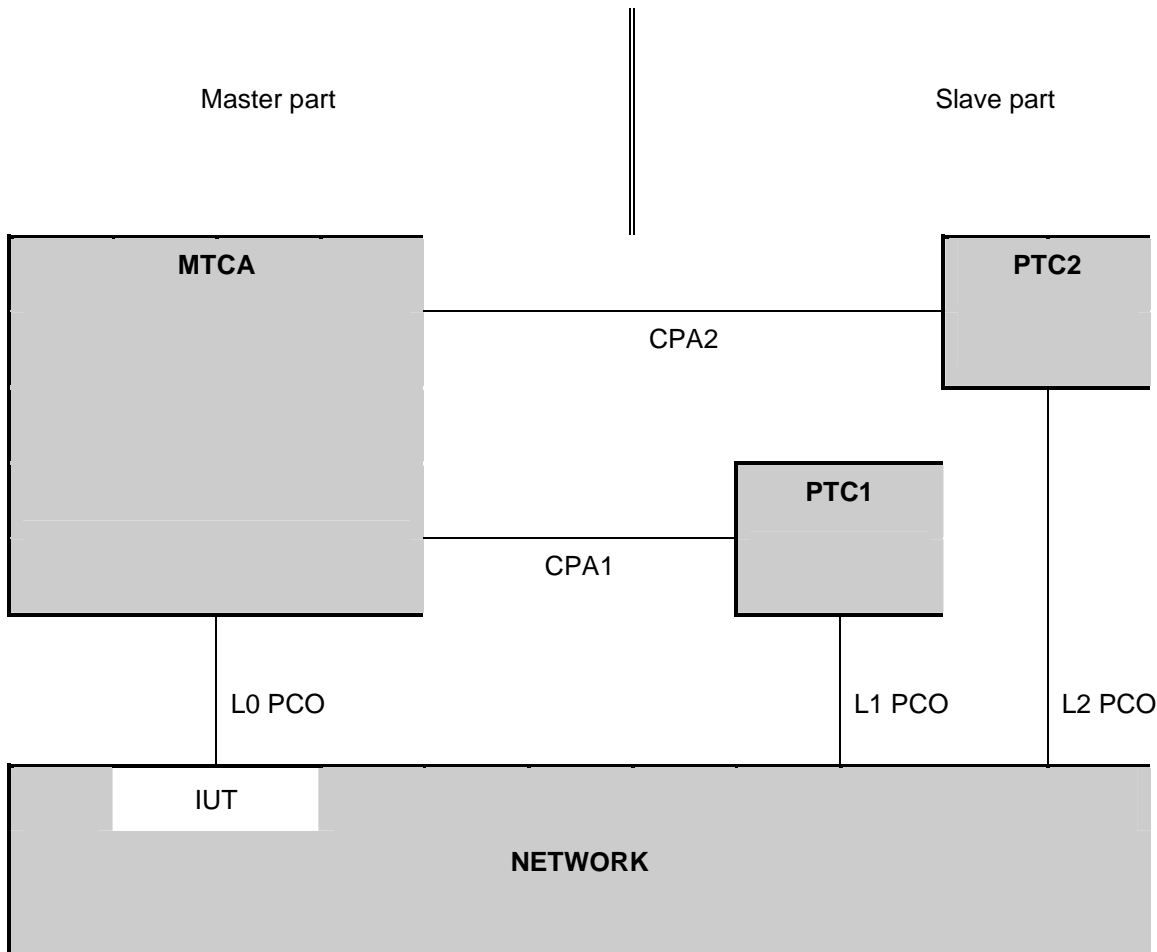 Master part
Slave part
MTCA
PTC2
CPA2
PTC1
CPA1
L0 PCO
L1 PCO
L2 PCO
IUT
NETWORK